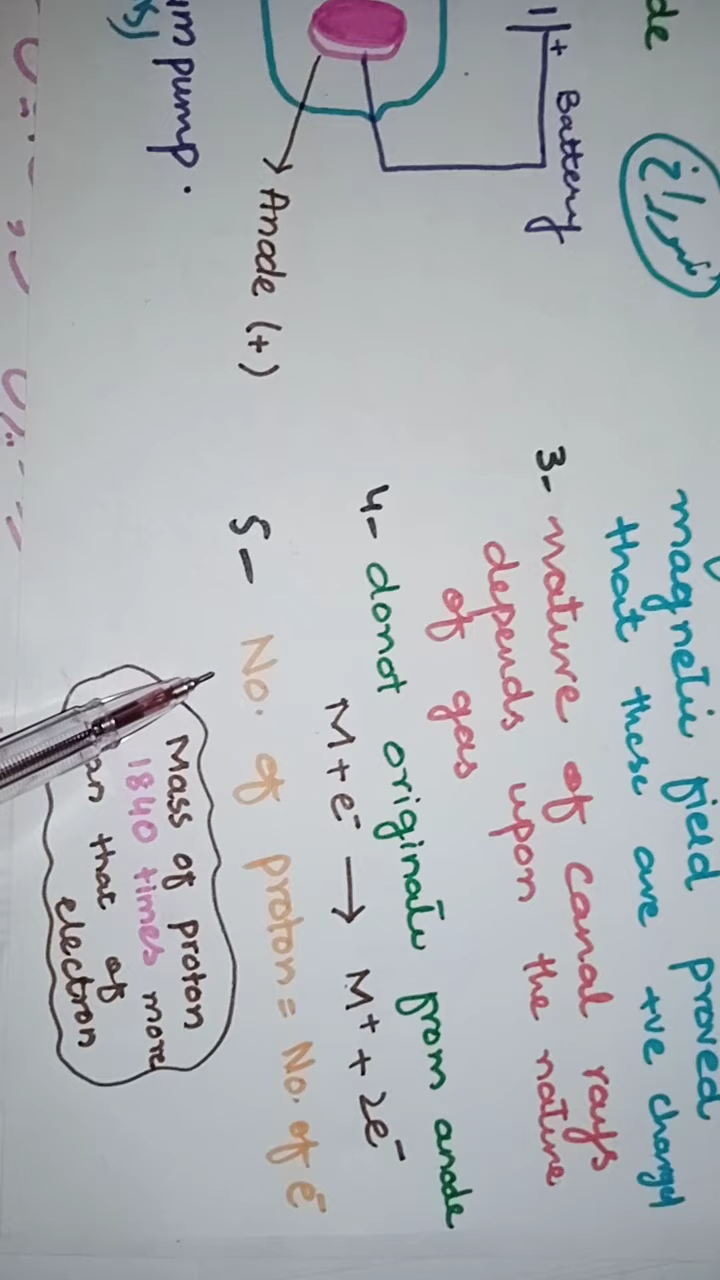 de
+ Battery
Anode (+)
m pump.
magnetic field proved
that these are +ve charged
3- nature of canal rays
depends upon the nature
of gas
4- donot originate from anode
M + e⁻ → M⁺ + 2e⁻
5- No. of proton = No. of e⁻
Mass of proton
1840 times more
an that of
electron